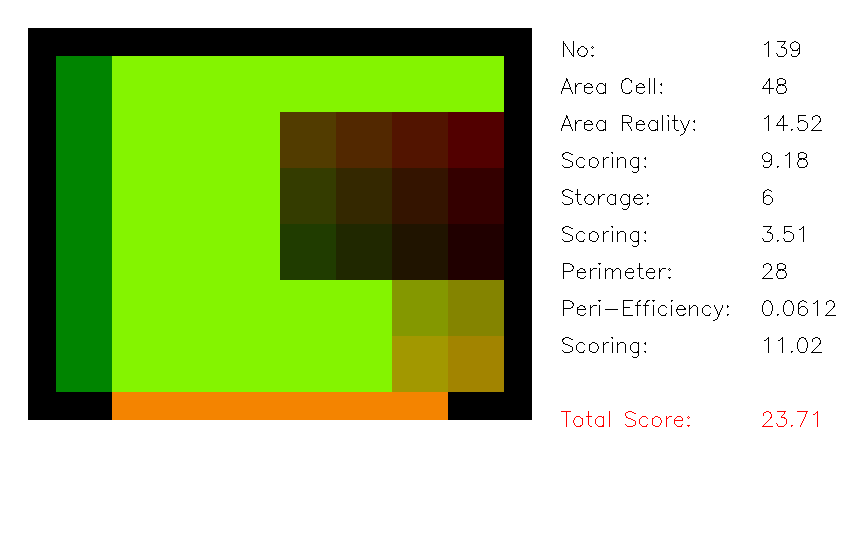 No: 139
Area Cell: 48
Area Reality: 14.52
Scoring: 9.18
Storage: 6
Scoring: 3.51
Perimeter: 28
Peri-Efficiency: 0.0612
Scoring: 11.02
Total Score: 23.71